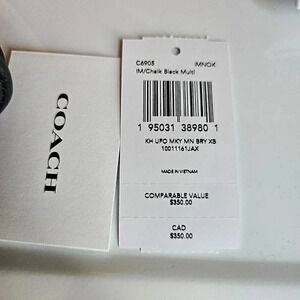 COACH
C6908 IMNOK
IM/Chalk Black Multi
1 95031 38980 1
KH UFO MKY MN BRY XB
10011161JAX
MADE IN VIETNAM
COMPARABLE VALUE
$350.00
CAD
$350.00